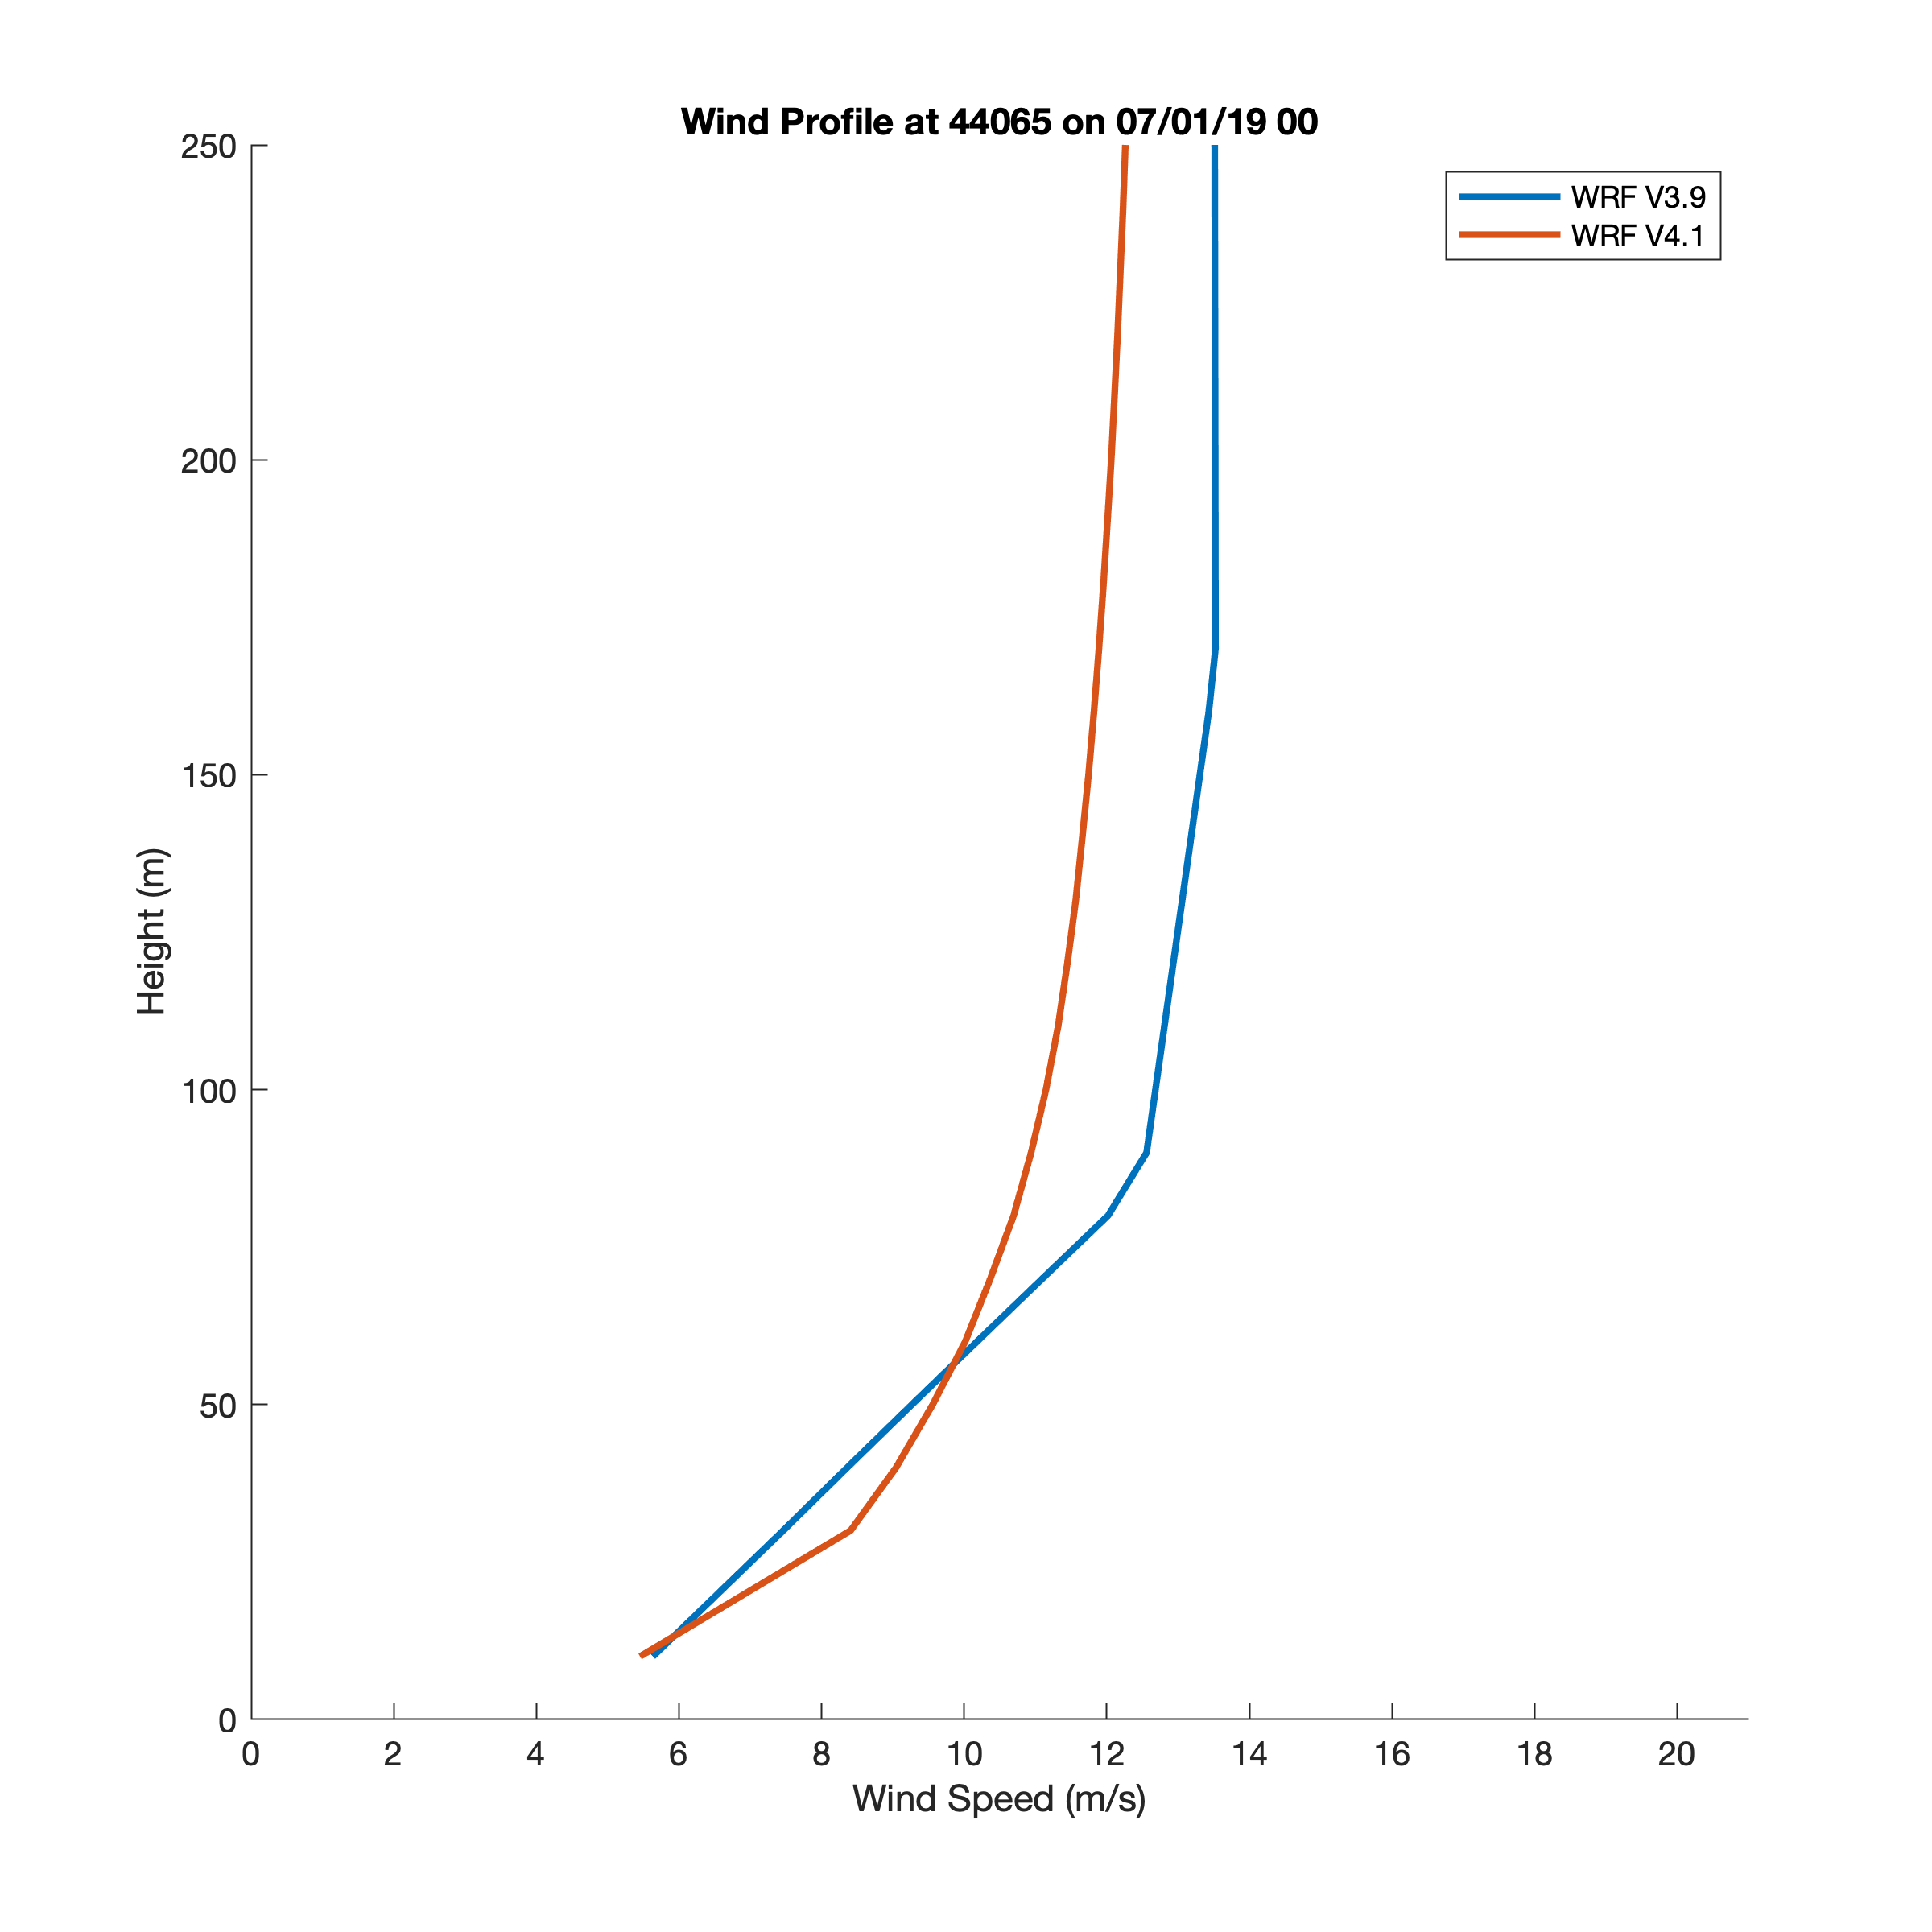 Wind Profile at 44065 on 07/01/19 00
250
200
150
100
50
0
Height (m)
WRF V3.9
WRF V4.1
0 2 4 6 8 10 12 14 16 18 20
Wind Speed (m/s)